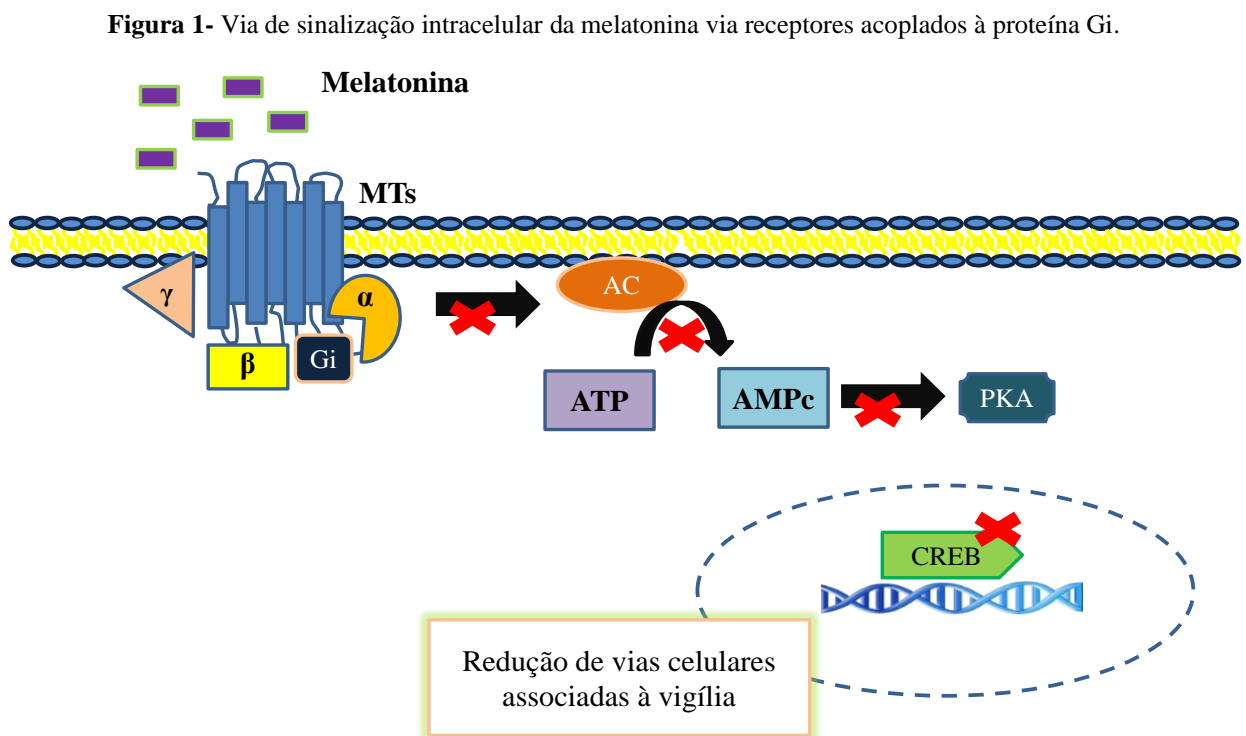 Figura 1- Via de sinalização intracelular da melatonina via receptores acoplados à proteína Gi.
Melatonina
MTs
γ
α
β
Gi
AC
ATP
AMPc
PKA
CREB
Redução de vias celulares
associadas à vigília